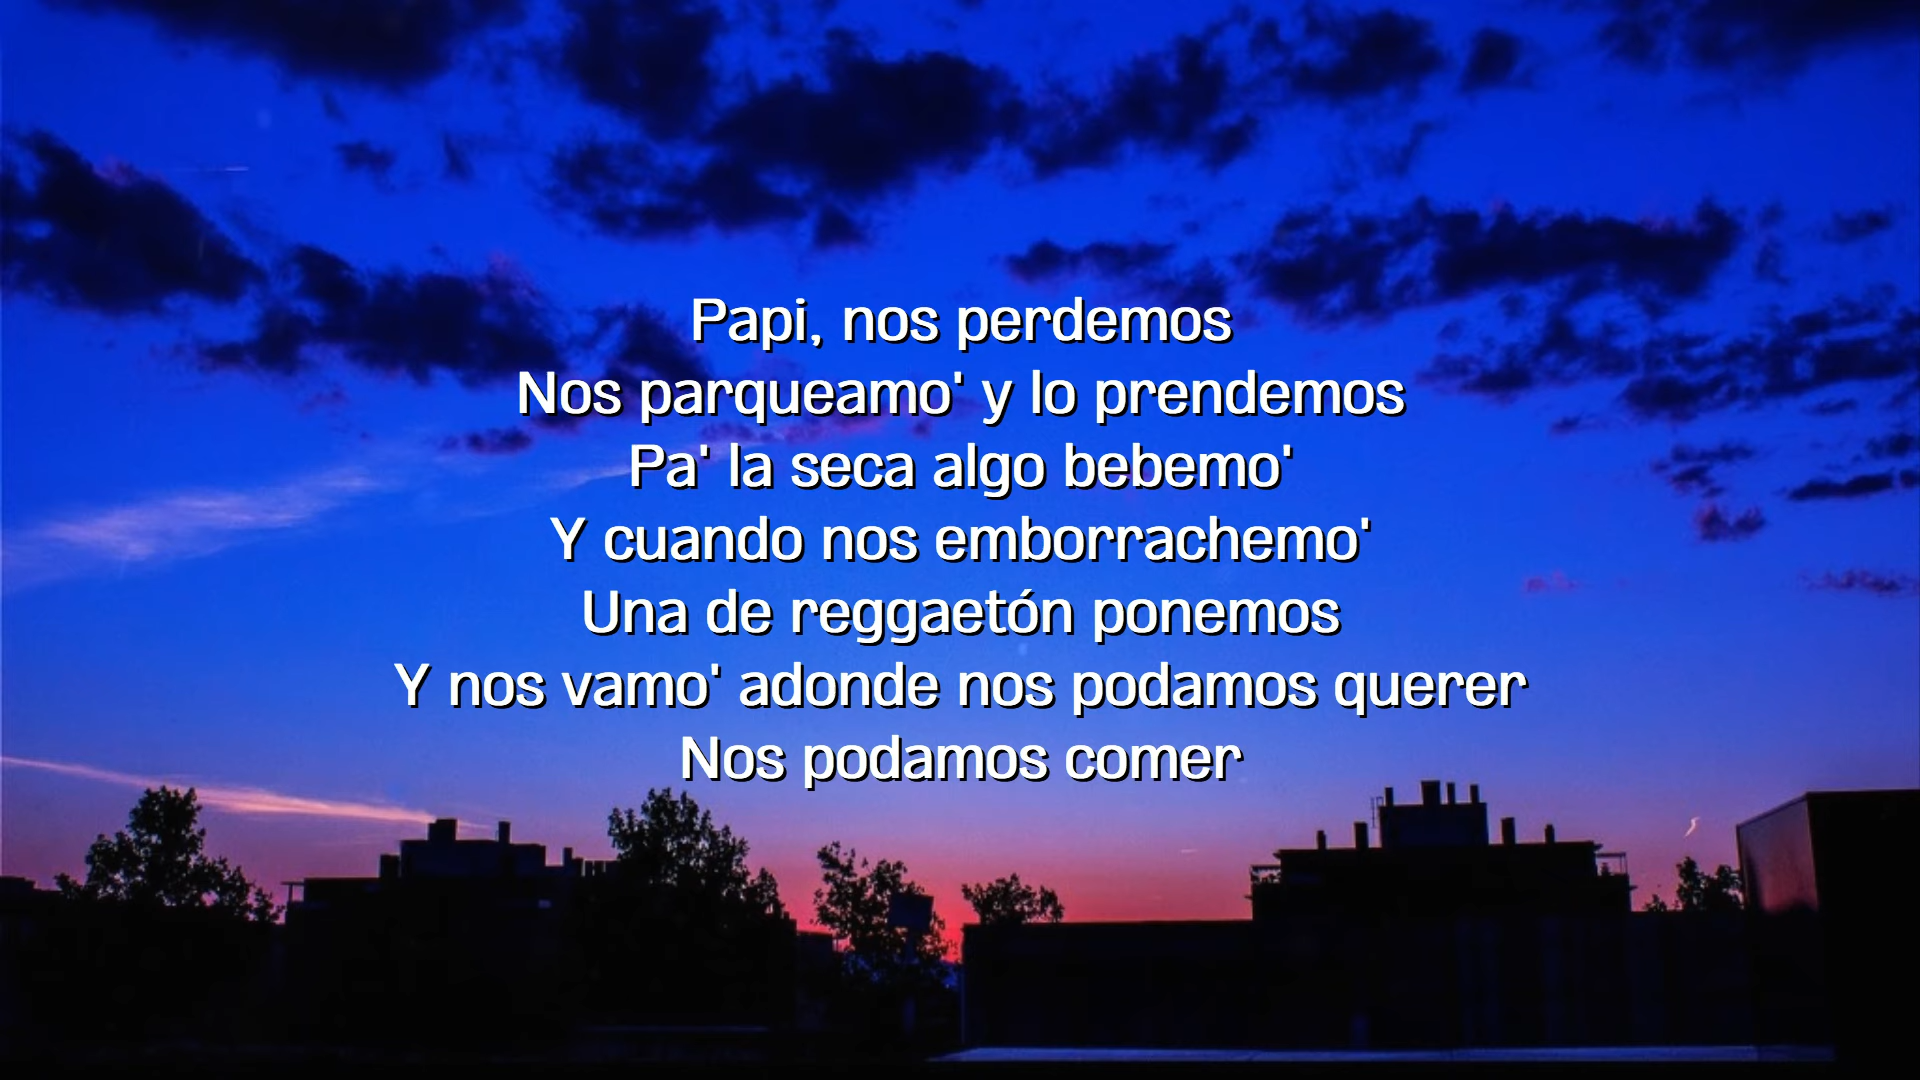 Papi, nos perdemos
Nos parqueamo' y lo prendemos
Pa' la seca algo bebemo'
Y cuando nos emborrachemo'
Una de reggaetón ponemos
Y nos vamo' adonde nos podamos querer
Nos podamos comer